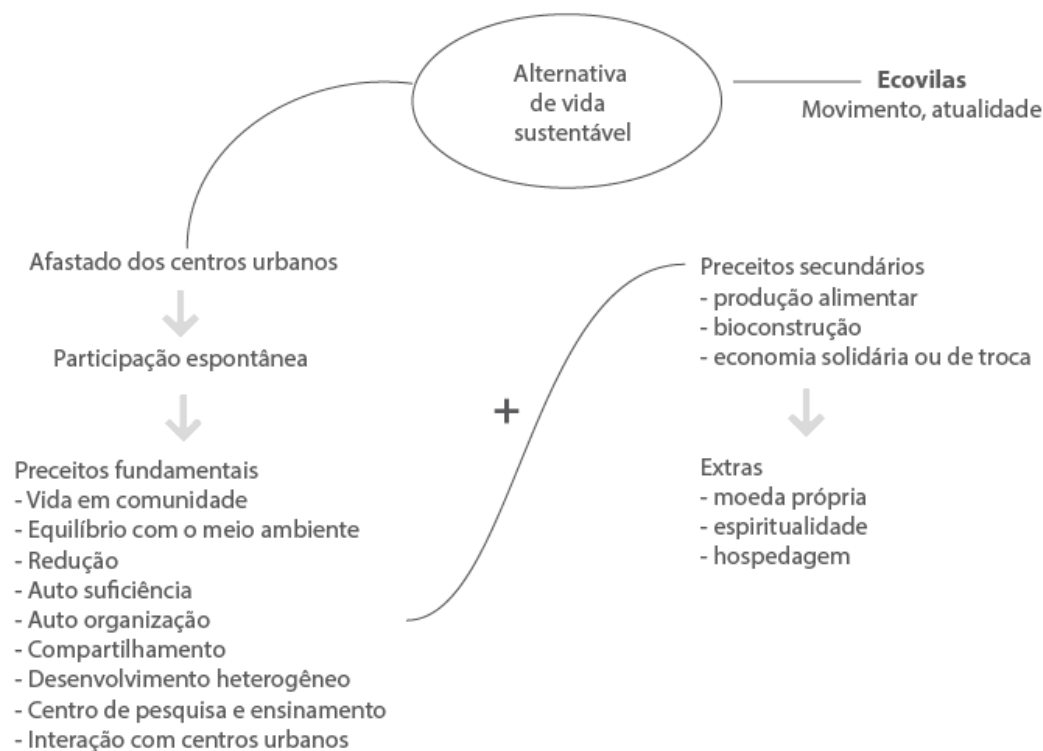 Alternativa
de vida
sustentável
Ecovilas
Movimento, atualidade
Afastado dos centros urbanos
Participação espontânea
Preceitos fundamentais
- Vida em comunidade
- Equilíbrio com o meio ambiente
- Redução
- Auto suficiência
- Auto organização
- Compartilhamento
- Desenvolvimento heterogêneo
- Centro de pesquisa e ensinamento
- Interação com centros urbanos
+
Preceitos secundários
- produção alimentar
- bioconstrução
- economia solidária ou de troca
Extras
- moeda própria
- espiritualidade
- hospedagem